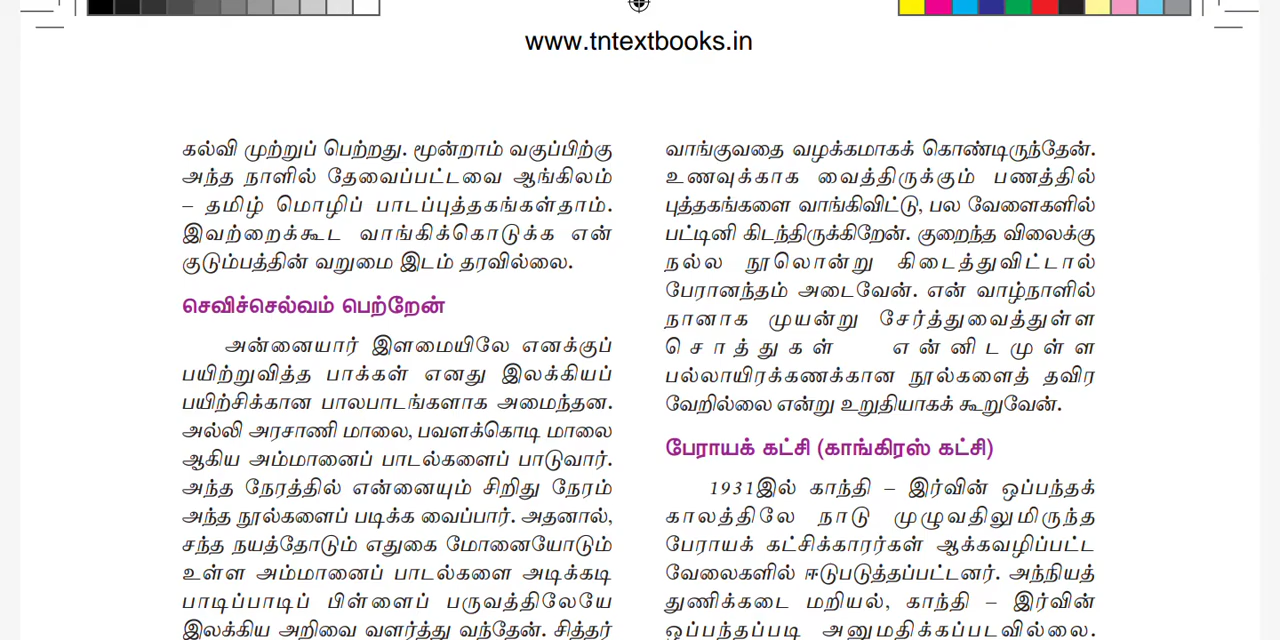 www.tntextbooks.in
கல்வி முற்றுப் பெற்றது. மூன்றாம் வகுப்பிற்கு
அந்த நாளில் தேவைப்பட்டவை ஆங்கிலம்
– தமிழ் மொழிப் பாடப்புத்தகங்கள்தாம்.
இவற்றைக்கூட வாங்கிக்கொடுக்க என்
குடும்பத்தின் வறுமை இடம் தரவில்லை.
செவிச்செல்வம் பெற்றேன்
அன்னையார் இளமையிலே எனக்குப்
பயிற்றுவித்த பாக்கள் எனது இலக்கியப்
பயிற்சிக்கான பாலபாடங்களாக அமைந்தன.
அல்லி அரசாணி மாலை, பவளக்கொடி மாலை
ஆகிய அம்மானைப் பாடல்களைப் பாடுவார்.
அந்த நேரத்தில் என்னையும் சிறிது நேரம்
அந்த நூல்களைப் படிக்க வைப்பார். அதனால்,
சந்த நயத்தோடும் எதுகை மோனையோடும்
உள்ள அம்மானைப் பாடல்களை அடிக்கடி
பாடிப்பாடிப் பிள்ளைப் பருவத்திலேயே
இலக்கிய அறிவை வளர்த்து வந்தேன். சித்தர்
வாங்குவதை வழக்கமாகக் கொண்டிருந்தேன்.
உணவுக்காக வைத்திருக்கும் பணத்தில்
புத்தகங்களை வாங்கிவிட்டு, பல வேளைகளில்
பட்டினி கிடந்திருக்கிறேன். குறைந்த விலைக்கு
நல்ல நூலொன்று கிடைத்துவிட்டால்
பேரானந்தம் அடைவேன். என் வாழ்நாளில்
நானாக முயன்று சேர்த்துவைத்துள்ள
சொத்துகள் என்னிடமுள்ள
பல்லாயிரக்கணக்கான நூல்களைத் தவிர
வேறில்லை என்று உறுதியாகக் கூறுவேன்.
பேராயக் கட்சி (காங்கிரஸ் கட்சி)
1931இல் காந்தி – இர்வின் ஒப்பந்தக்
காலத்திலே நாடு முழுவதிலுமிருந்த
பேராயக் கட்சிக்காரர்கள் ஆக்கவழிப்பட்ட
வேலைகளில் ஈடுபடுத்தப்பட்டனர். அந்நியத்
துணிக்கடை மறியல், காந்தி – இர்வின்
ஒப்பந்தப்படி அனுமதிக்கப்படவில்லை.